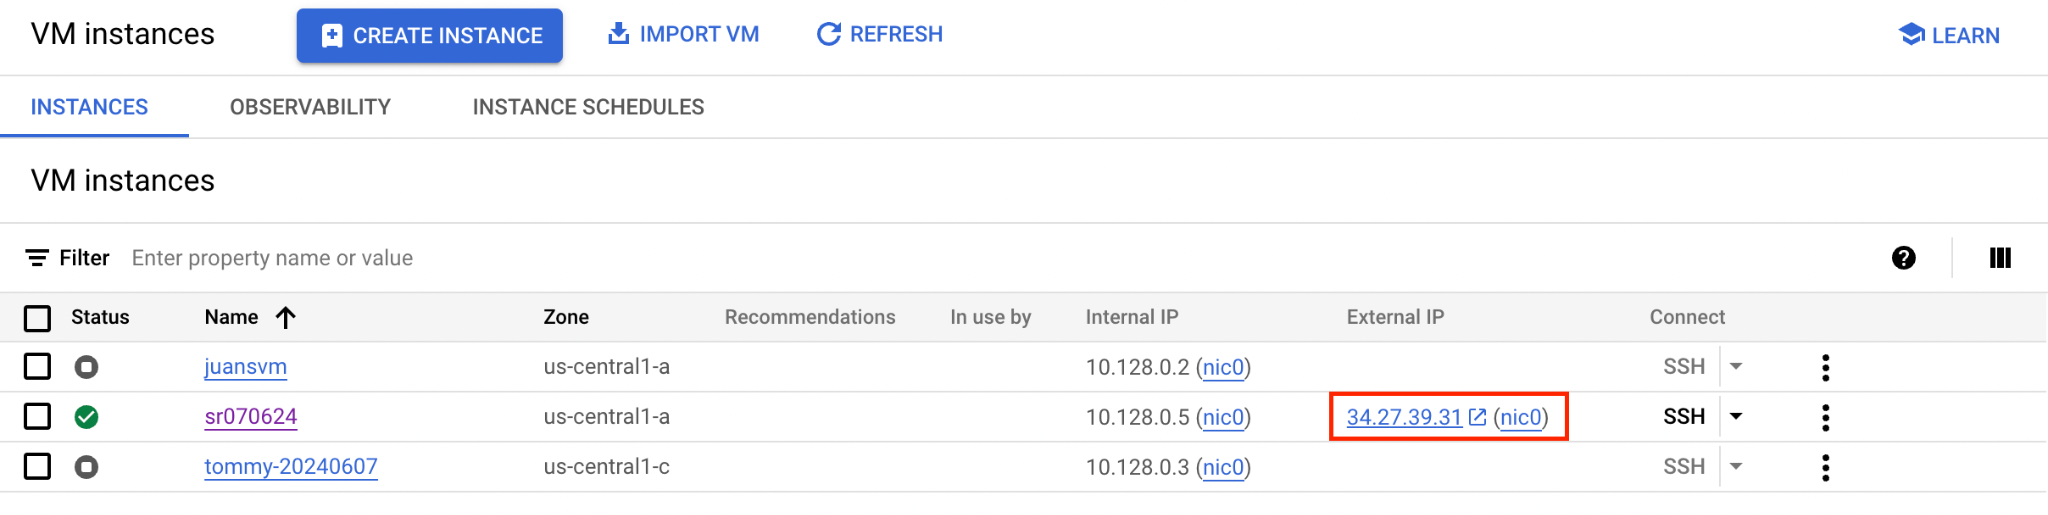 VM instances CREATE INSTANCE IMPORT VM REFRESH LEARN
INSTANCES OBSERVABILITY INSTANCE SCHEDULES
VM instances
Filter Enter property name or value
Status Name Zone Recommendations In use by Internal IP External IP Connect
juansvm us-central1-a 10.128.0.2 (nic0) SSH
sr070624 us-central1-a 10.128.0.5 (nic0) 34.27.39.31 (nic0) SSH
tommy-20240607 us-central1-c 10.128.0.3 (nic0) SSH